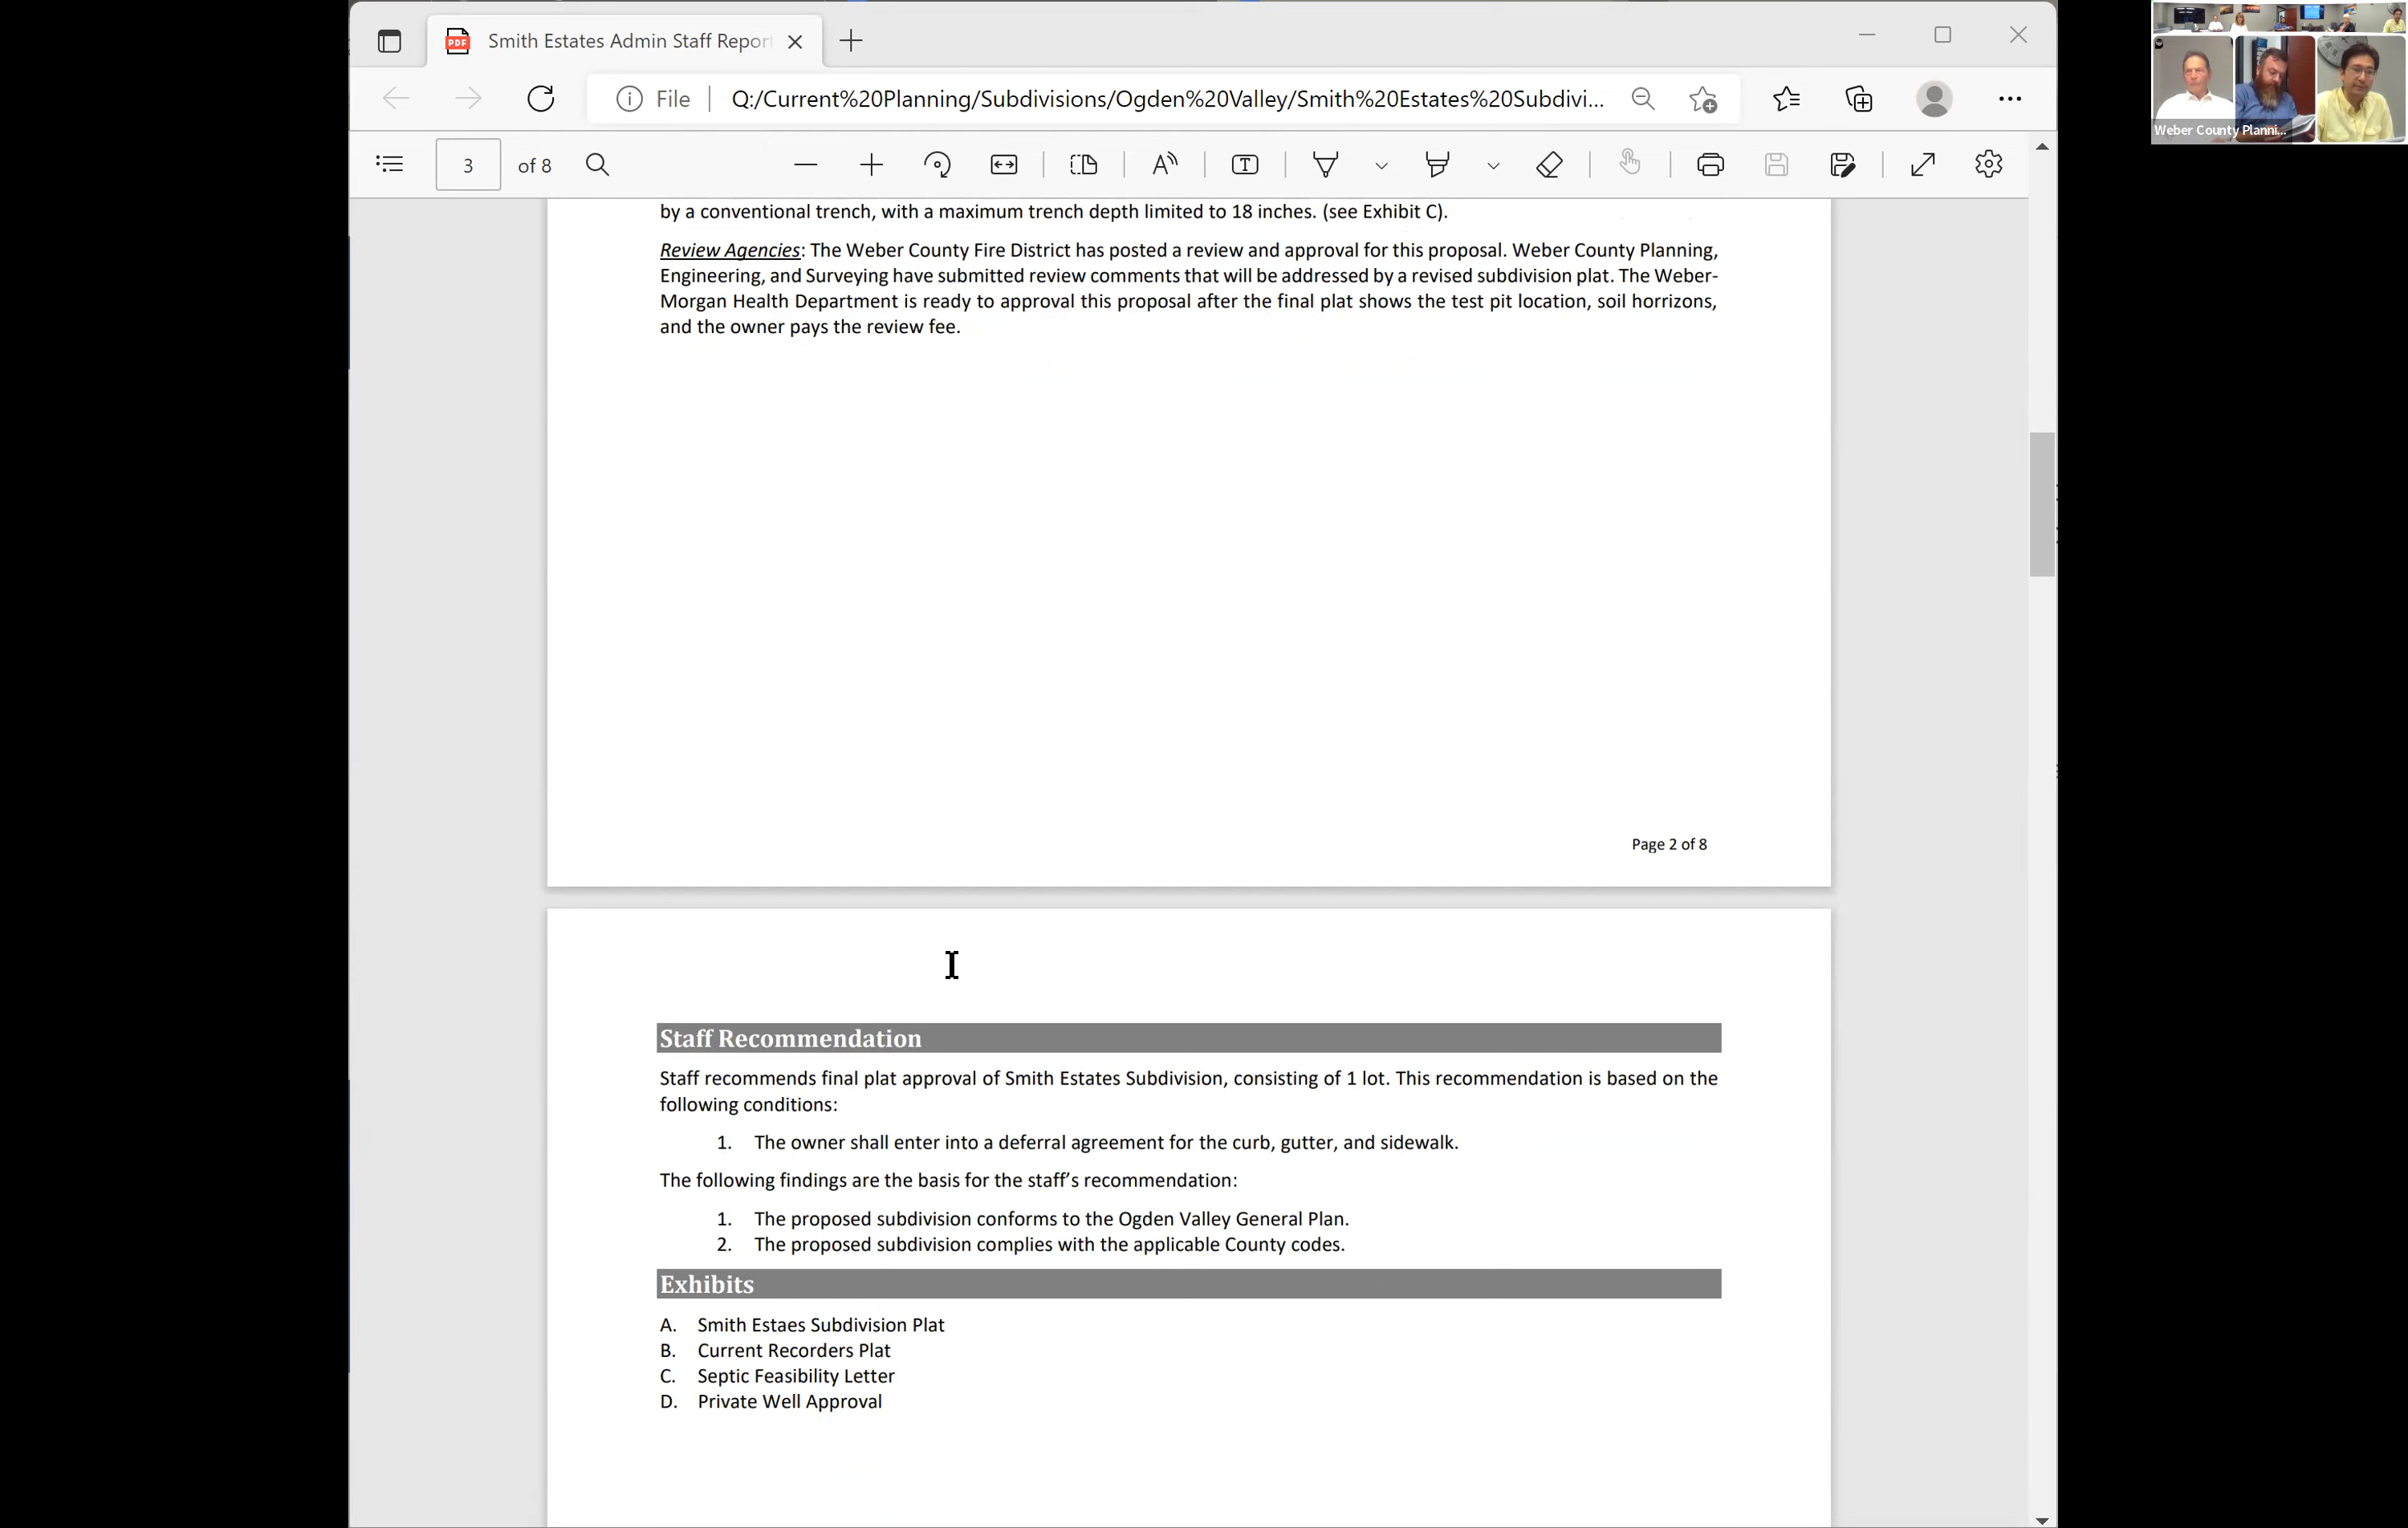 Smith Estates Admin Staff Repor
File
Q:/Current%20Planning/Subdivisions/Ogden%20Valley/Smith%20Estates%20Subdivi...
3
of 8
by a conventional trench, with a maximum trench depth limited to 18 inches. (see Exhibit C).
Review Agencies: The Weber County Fire District has posted a review and approval for this proposal. Weber County Planning,
Engineering, and Surveying have submitted review comments that will be addressed by a revised subdivision plat. The Weber-
Morgan Health Department is ready to approval this proposal after the final plat shows the test pit location, soil horrizons,
and the owner pays the review fee.
Page 2 of 8
Staff Recommendation
Staff recommends final plat approval of Smith Estates Subdivision, consisting of 1 lot. This recommendation is based on the
following conditions:
1. The owner shall enter into a deferral agreement for the curb, gutter, and sidewalk.
The following findings are the basis for the staff's recommendation:
1. The proposed subdivision conforms to the Ogden Valley General Plan.
2. The proposed subdivision complies with the applicable County codes.
Exhibits
A. Smith Estaes Subdivision Plat
B. Current Recorders Plat
C. Septic Feasibility Letter
D. Private Well Approval
Weber County Planni...